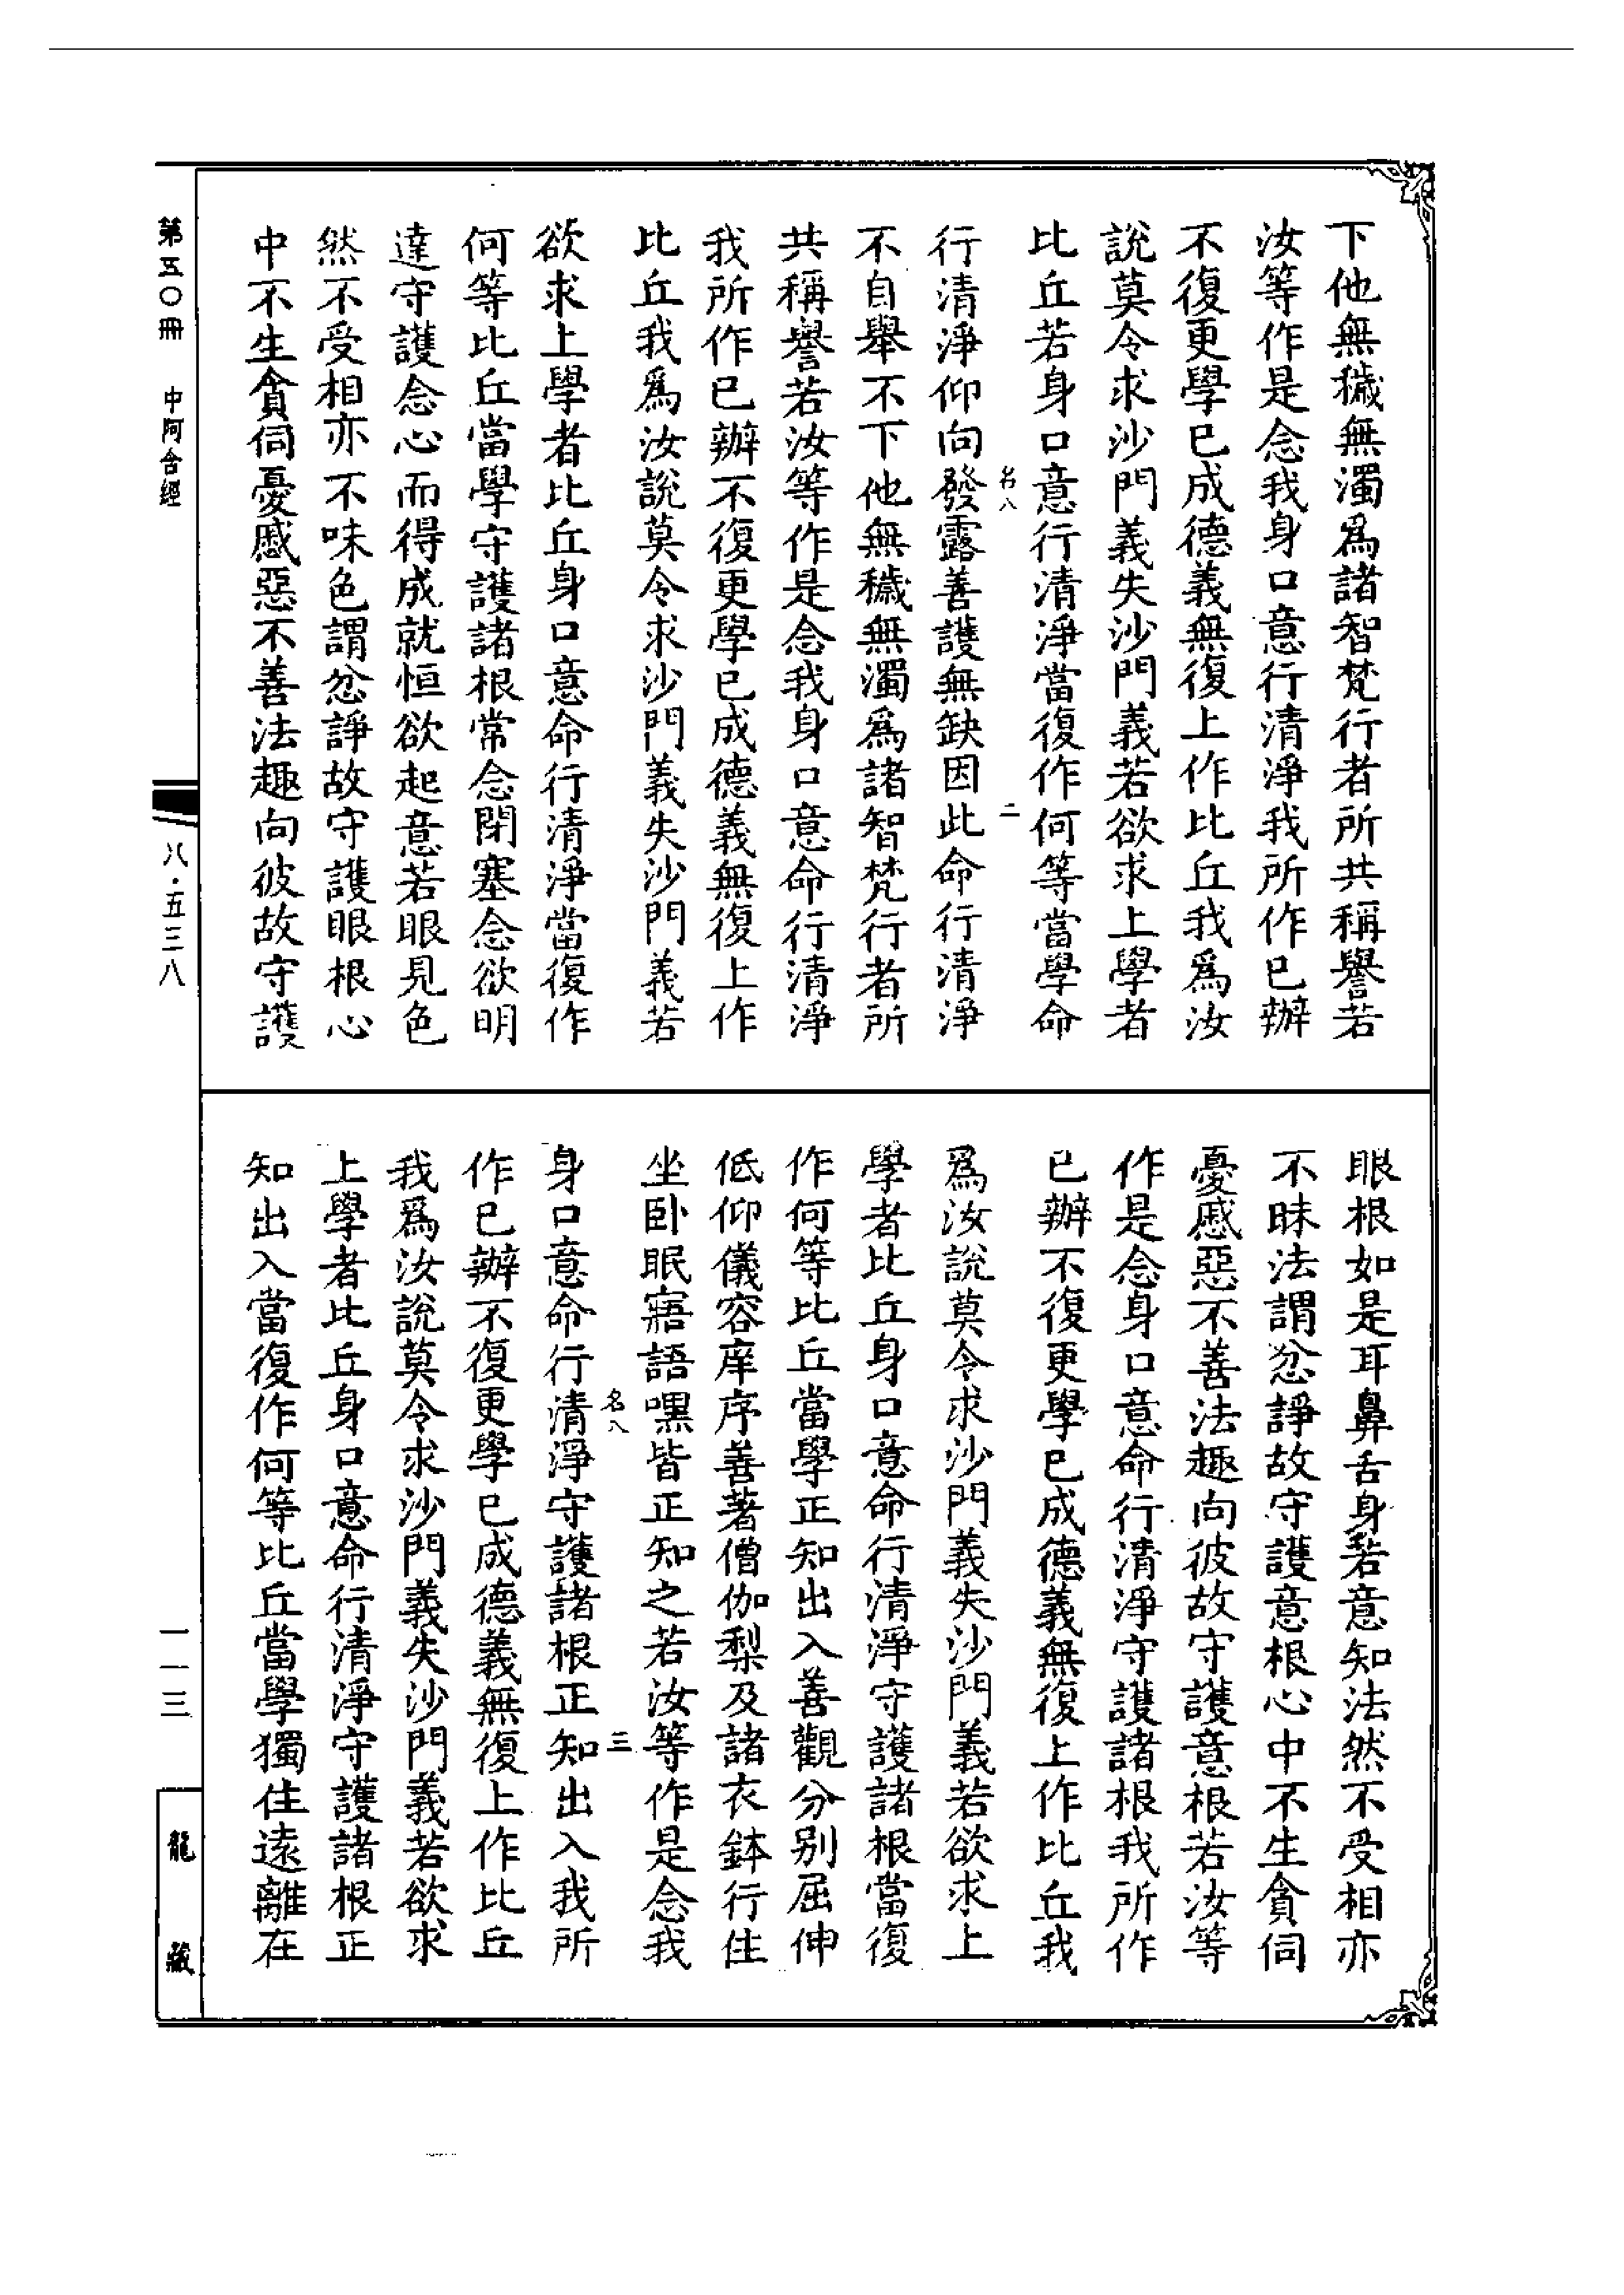 下他無穢無濁爲諸智梵行者所共稱譽若
汝等作是念我身口意行清淨我所作已辦
不復更學已成德義無復上作比丘我爲汝
說莫令求沙門義失沙門義若欲求上學者
比丘若身口意行清淨當復作何等當學命
名八
二
行清淨仰向發露善護無缺因此命行清淨
不自舉不下他無穢無濁爲諸智梵行者所
共稱譽若汝等作是念我身口意命行清淨
我所作已辦不復更學已成德義無復上作
比丘我爲汝說莫令求沙門義失沙門義若
欲求上學者比丘身口意命行清淨當復作
何等比丘當學守護諸根常念閉塞念欲明
達守護念心而得成就恒欲起意若眼見色
然不受相亦不味色謂忿諍故守護眼根心
中不生貪伺憂慼惡不善法趣向彼故守護
眼根如是耳鼻舌身若意知法然不受相亦
不味法謂忿諍故守護意根心中不生貪伺
憂慼惡不善法趣向彼故守護意根若汝等
作是念身口意命行清淨守護諸根我所作
已辦不復更學已成德義無復上作比丘我
爲汝說莫令求沙門義失沙門義若欲求上
學者比丘身口意命行清淨守護諸根當復
作何等比丘當學正知出入善觀分别屈伸
低仰儀容庠序善著僧伽梨及諸衣鉢行住
坐卧眠寤語嘿皆正知之若汝等作是念我
名八
三
身口意命行清淨守護諸根正知出入我所
作已辦不復更學已成德義無復上作比丘
我爲汝說莫令求沙門義失沙門義若欲求
上學者比丘身口意命行清淨守護諸根正
知出入當復作何等比丘當學獨住遠離在
第五〇冊 中阿含經
八·五三八
一一三
龍藏